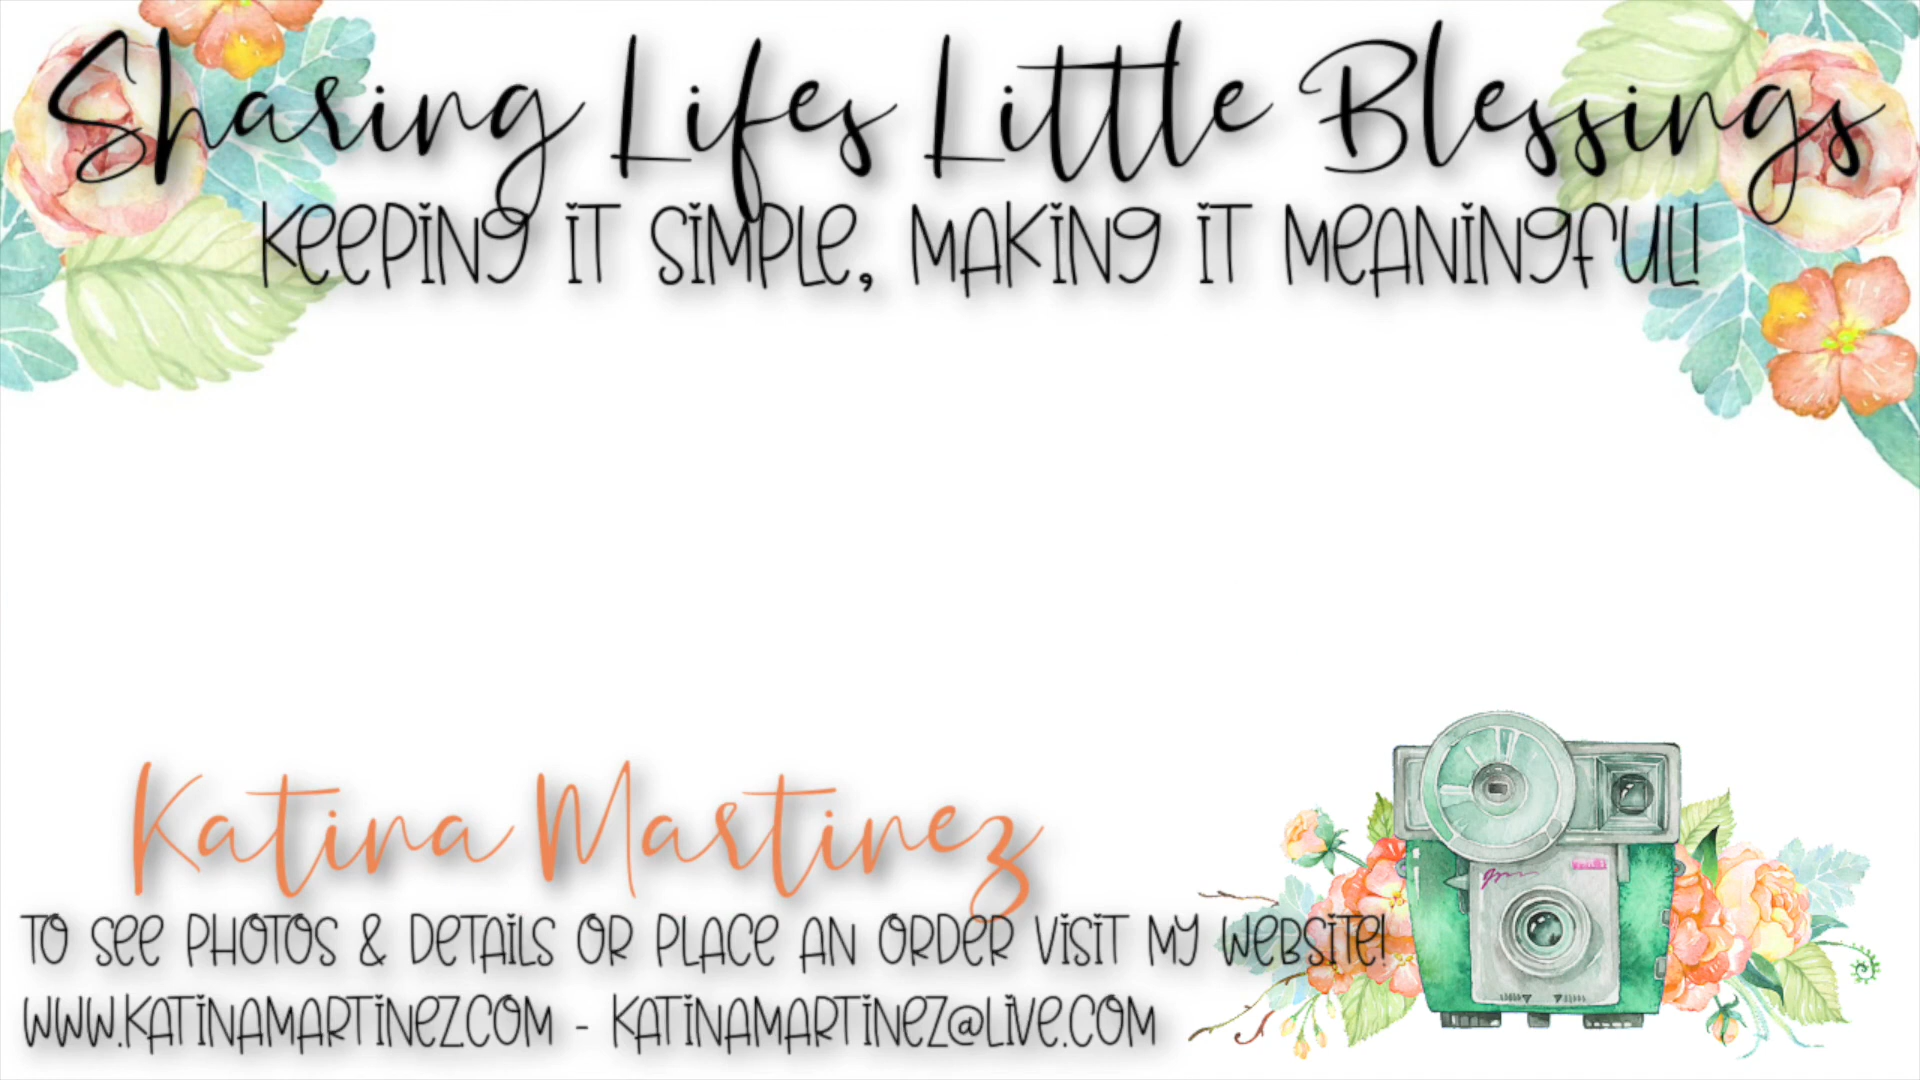 Sharing Lifes Little Blessings
KEEPING IT SIMPLE, MAKING IT MEANINGFUL!
Katina Martinez
TO SEE PHOTOS & DETAILS OR PLACE AN ORDER VISIT MY WEBSITE!
WWW.KATINAMARTINEZ.COM - KATINAMARTINEZ@LIVE.COM